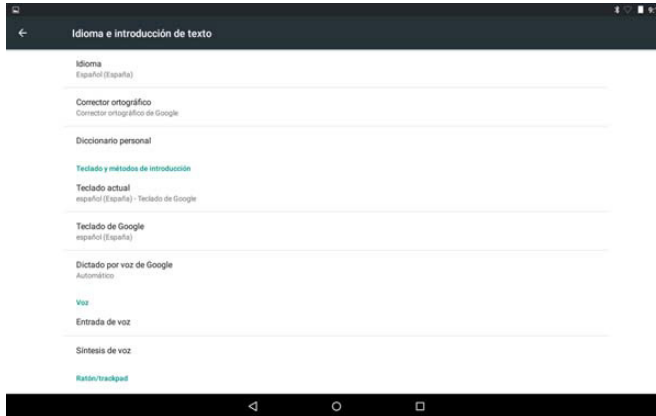 Idioma e introducción de texto
Idioma
Español (España)
Corrector ortográfico
Corrector ortográfico de Google
Diccionario personal
Teclado y métodos de introducción
Teclado actual
español (España) - Teclado de Google
Teclado de Google
español (España)
Dictado por voz de Google
Automático
Voz
Entrada de voz
Síntesis de voz
Ratón/trackpad